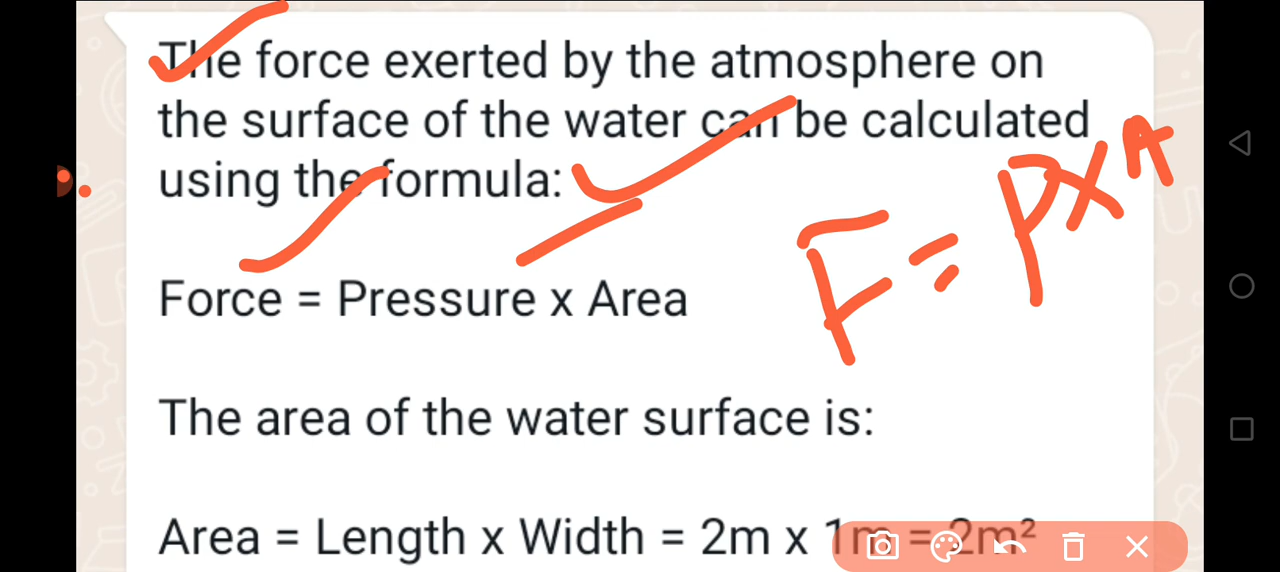 The force exerted by the atmosphere on
the surface of the water can be calculated
using the formula:
F = P X A
Force = Pressure x Area
The area of the water surface is:
Area = Length x Width = 2m x 1m = 2m²